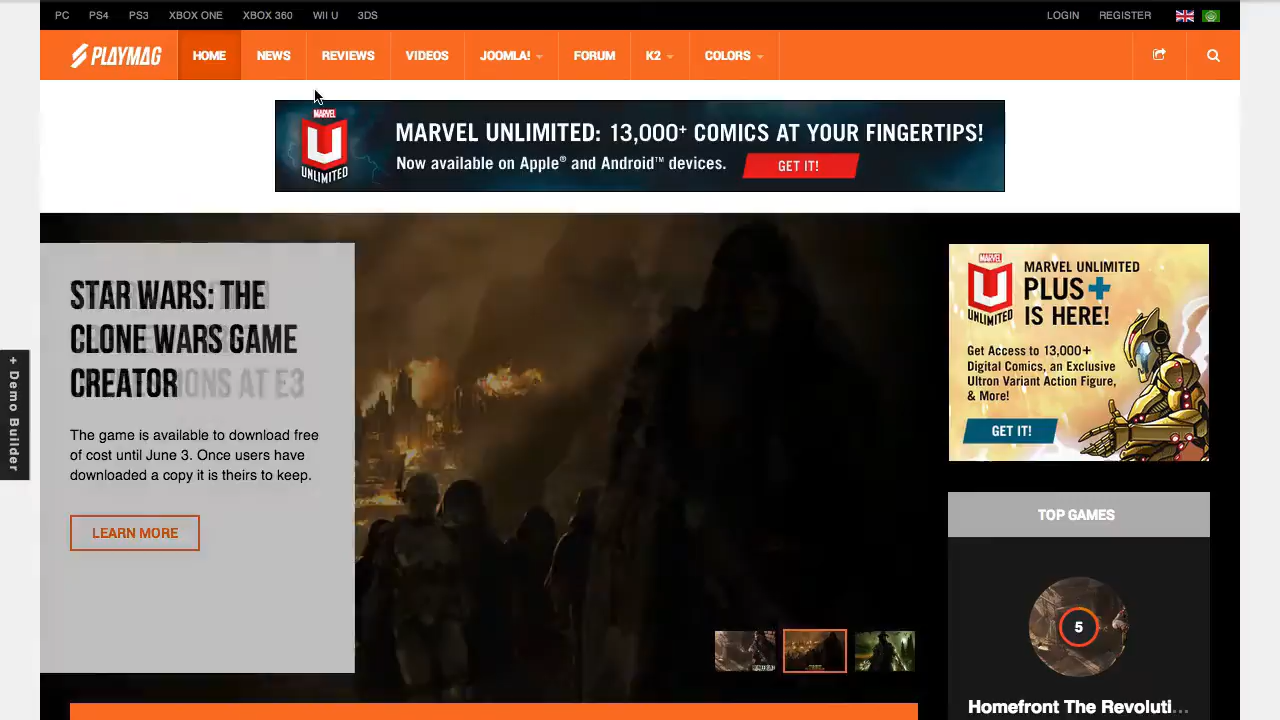 PC PS4 PS3 XBOX ONE XBOX 360 WII U 3DS LOGIN REGISTER
PLAYMAG HOME NEWS REVIEWS VIDEOS JOOMLA! FORUM K2 COLORS
MARVEL
U
UNLIMITED
MARVEL UNLIMITED: 13,000+ COMICS AT YOUR FINGERTIPS!
Now available on Apple® and Android™ devices. GET IT!
STAR WARS: THE
CLONE WARS GAME
CREATOR
IONS AT E3
The game is available to download free
of cost until June 3. Once users have
downloaded a copy it is theirs to keep.
LEARN MORE
+ Demo Builder
MARVEL
U
UNLIMITED
MARVEL UNLIMITED
PLUS+
IS HERE!
Get Access to 13,000+
Digital Comics, an Exclusive
Ultron Variant Action Figure,
& More!
GET IT!
TOP GAMES
5
Homefront The Revoluti...